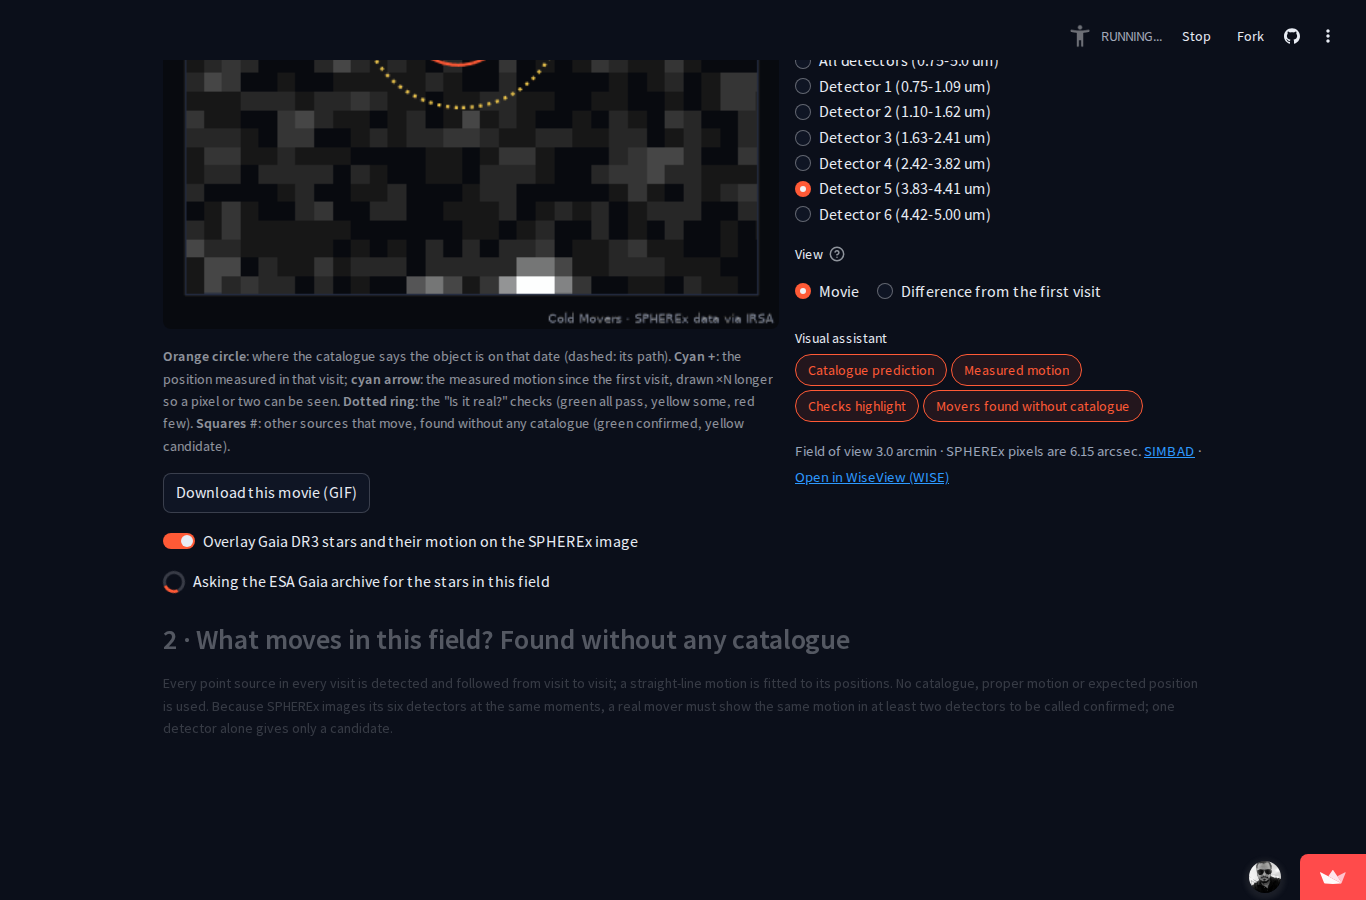 RUNNING...
Stop
Fork
All detectors (0.75-5.0 um)
Detector 1 (0.75-1.09 um)
Detector 2 (1.10-1.62 um)
Detector 3 (1.63-2.41 um)
Detector 4 (2.42-3.82 um)
Detector 5 (3.83-4.41 um)
Detector 6 (4.42-5.00 um)
View
Movie
Difference from the first visit
Visual assistant
Catalogue prediction
Measured motion
Checks highlight
Movers found without catalogue
Field of view 3.0 arcmin · SPHEREx pixels are 6.15 arcsec. SIMBAD ·
Open in WiseView (WISE)
Cold Movers · SPHEREx data via IRSA
Orange circle: where the catalogue says the object is on that date (dashed: its path). Cyan +: the
position measured in that visit; cyan arrow: the measured motion since the first visit, drawn ×N longer
so a pixel or two can be seen. Dotted ring: the "Is it real?" checks (green all pass, yellow some, red
few). Squares #: other sources that move, found without any catalogue (green confirmed, yellow
candidate).
Download this movie (GIF)
Overlay Gaia DR3 stars and their motion on the SPHEREx image
Asking the ESA Gaia archive for the stars in this field
2 · What moves in this field? Found without any catalogue
Every point source in every visit is detected and followed from visit to visit; a straight-line motion is fitted to its positions. No catalogue, proper motion or expected position
is used. Because SPHEREx images its six detectors at the same moments, a real mover must show the same motion in at least two detectors to be called confirmed; one
detector alone gives only a candidate.